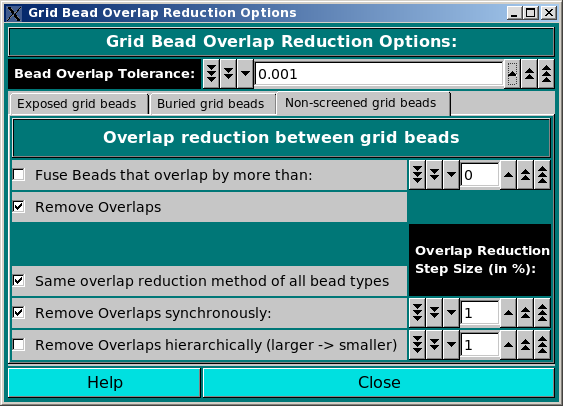 Grid Bead Overlap Reduction Options
Grid Bead Overlap Reduction Options:
Bead Overlap Tolerance: 0.001
Exposed grid beads Buried grid beads Non-screened grid beads
Overlap reduction between grid beads
Fuse Beads that overlap by more than: 0
Remove Overlaps
Overlap Reduction
Step Size (in %):
Same overlap reduction method of all bead types
Remove Overlaps synchronously: 1
Remove Overlaps hierarchically (larger -> smaller) 1
Help Close